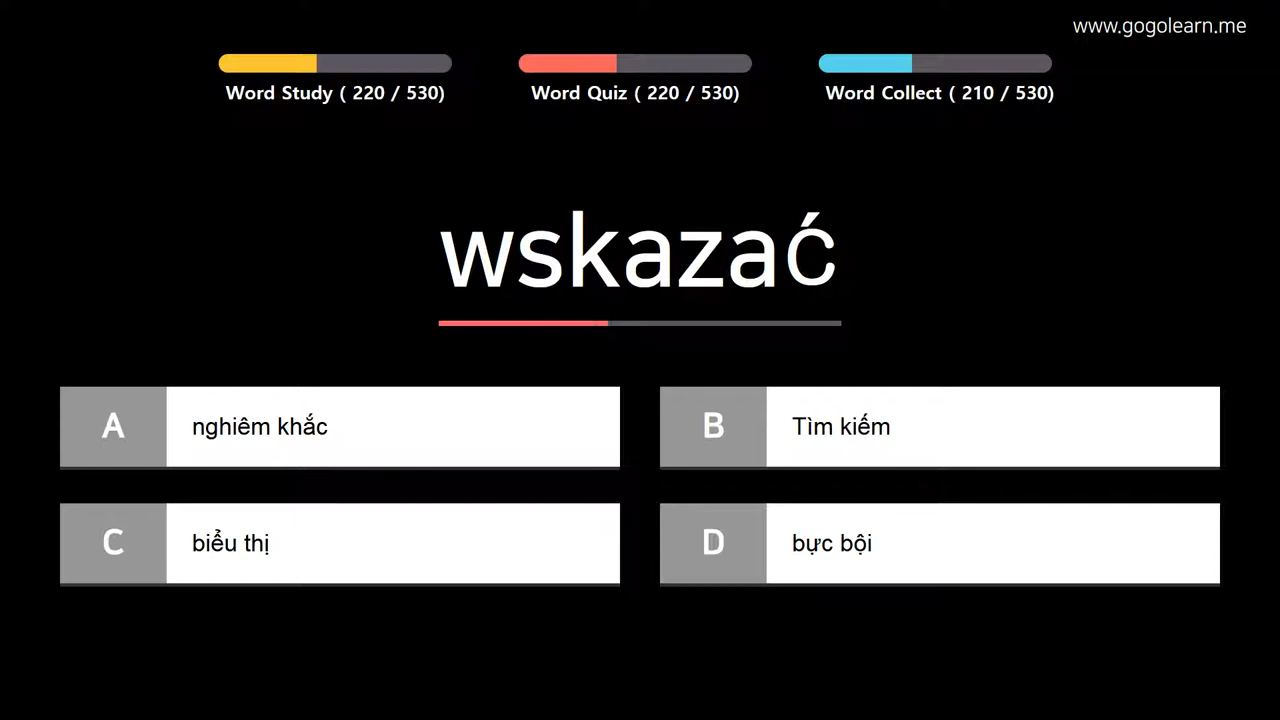 www.gogolearn.me
Word Study ( 220 / 530)
Word Quiz ( 220 / 530)
Word Collect ( 210 / 530)
wskazać
A
nghiêm khắc
B
Tìm kiếm
C
biểu thị
D
bực bội